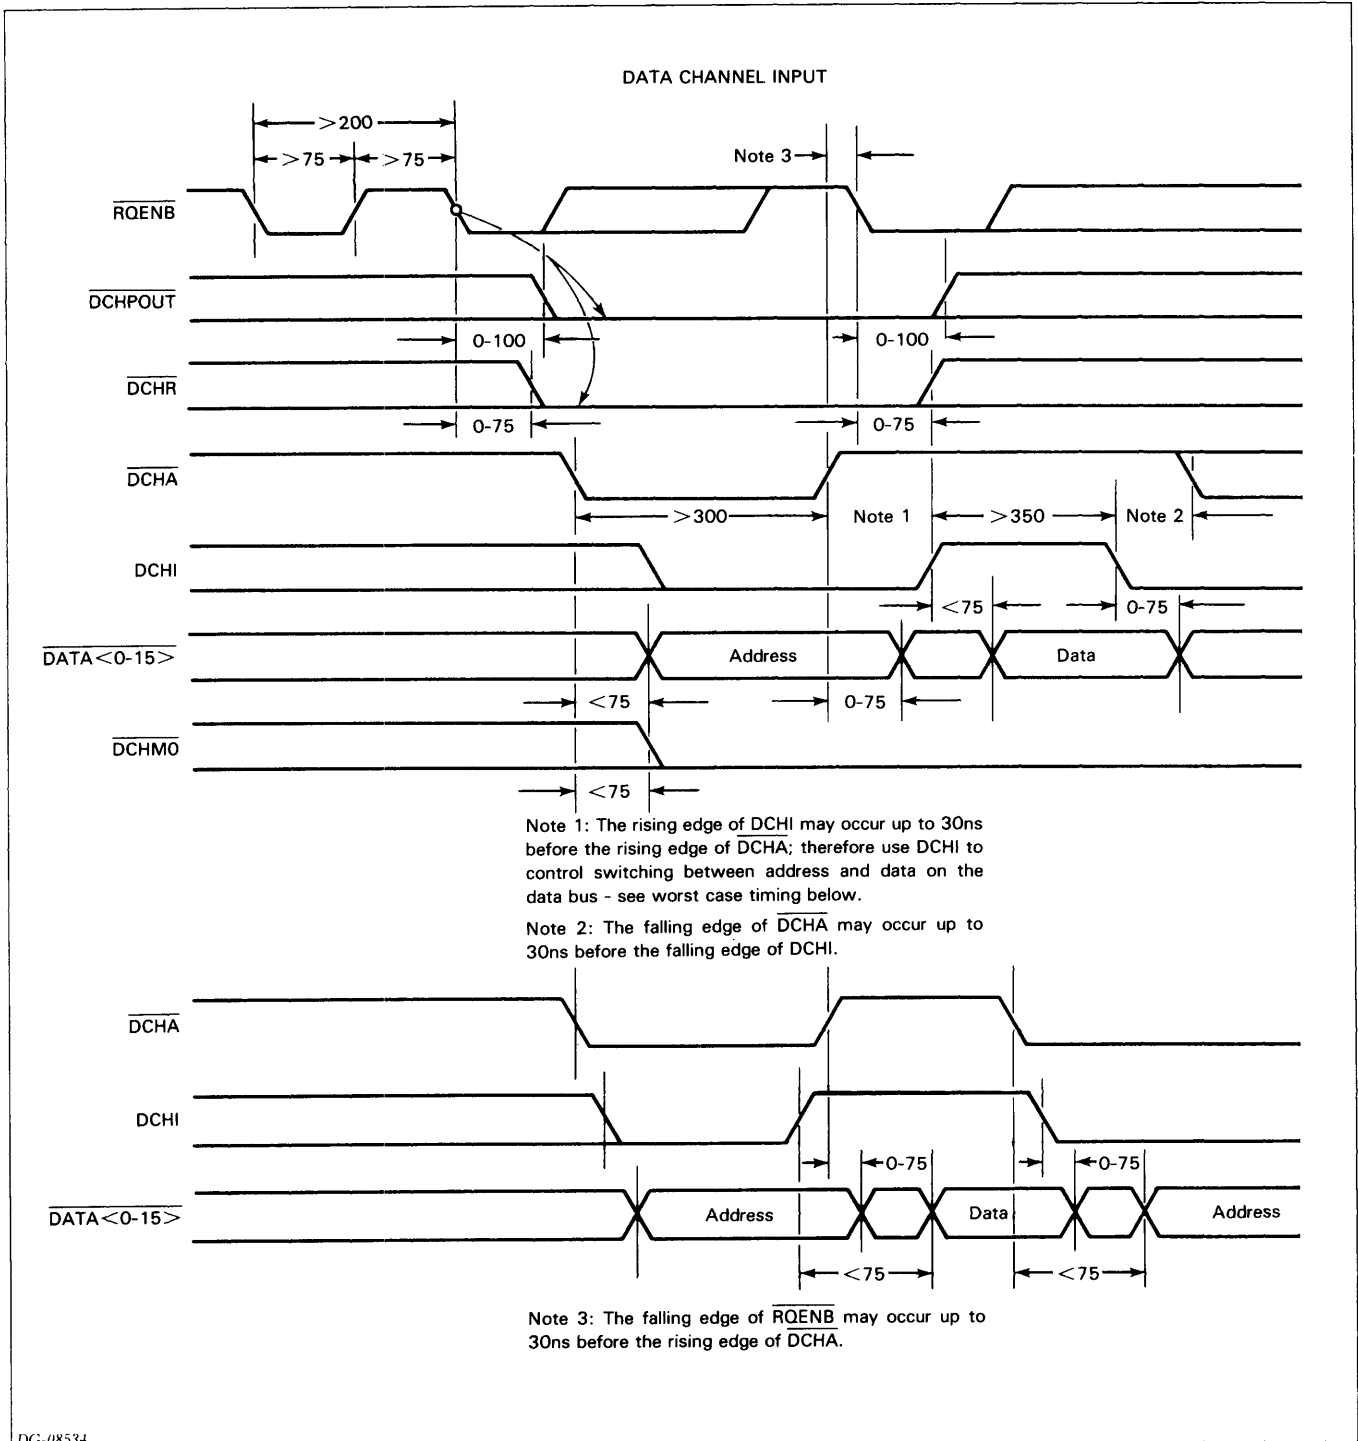 DATA CHANNEL INPUT
>200
>75 >75
Note 3
RQENB
DCHPOUT
0-100 0-100
DCHR
0-75 0-75
DCHA
>300 Note 1 >350 Note 2
DCHI
<75 0-75
DATA<0-15>
Address Data
<75 0-75
DCHMO
<75
Note 1: The rising edge of DCHI may occur up to 30ns
before the rising edge of DCHA; therefore use DCHI to
control switching between address and data on the
data bus - see worst case timing below.
Note 2: The falling edge of DCHA may occur up to
30ns before the falling edge of DCHI.
DCHA
DCHI
0-75 0-75
DATA<0-15>
Address Data Address
<75 <75
Note 3: The falling edge of RQENB may occur up to
30ns before the rising edge of DCHA.
DG-08534